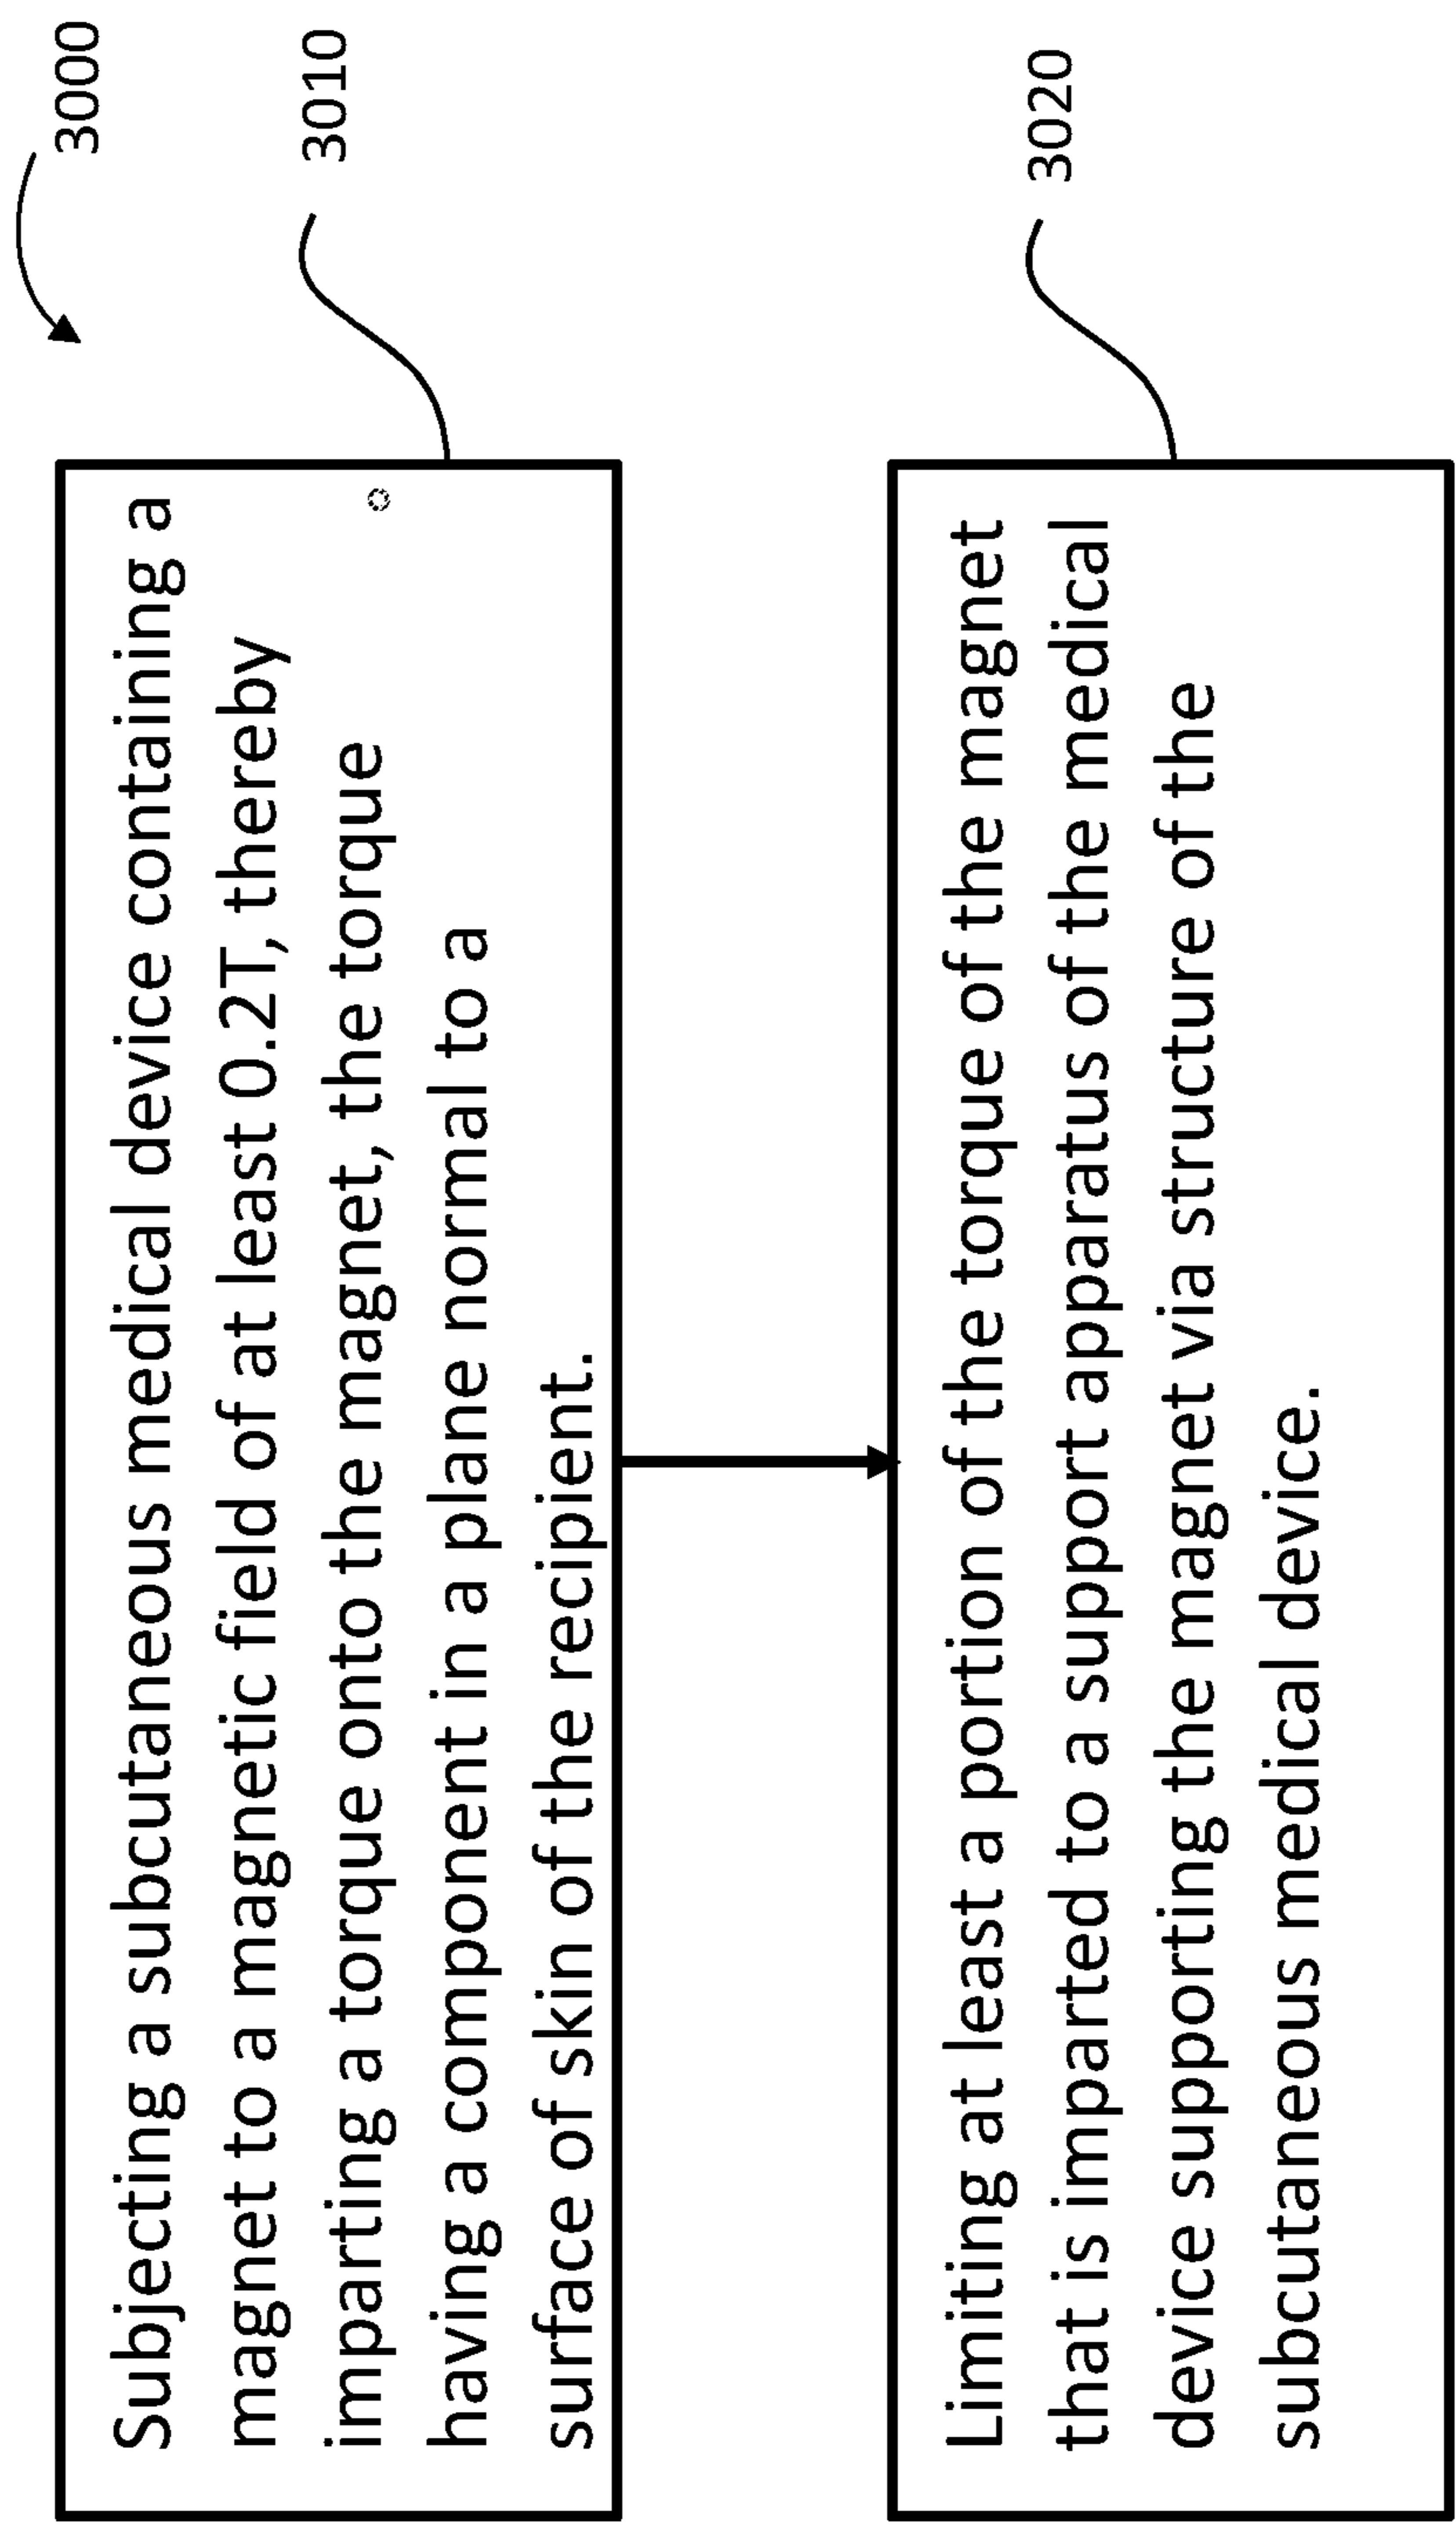 3000
3010
Subjecting a subcutaneous medical device containing a
magnet to a magnetic field of at least 0.2T, thereby
imparting a torque onto the magnet, the torque
having a component in a plane normal to a
surface of skin of the recipient.
3020
Limiting at least a portion of the torque of the magnet
that is imparted to a support apparatus of the medical
device supporting the magnet via structure of the
subcutaneous medical device.